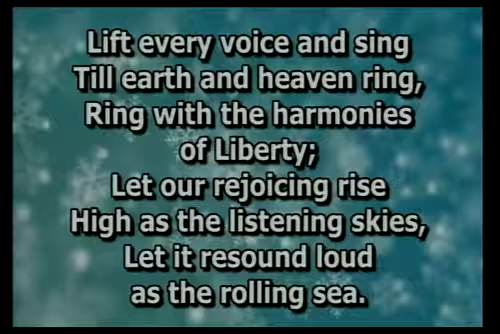 Lift every voice and sing
Till earth and heaven ring,
Ring with the harmonies
of Liberty;
Let our rejoicing rise
High as the listening skies,
Let it resound loud
as the rolling sea.